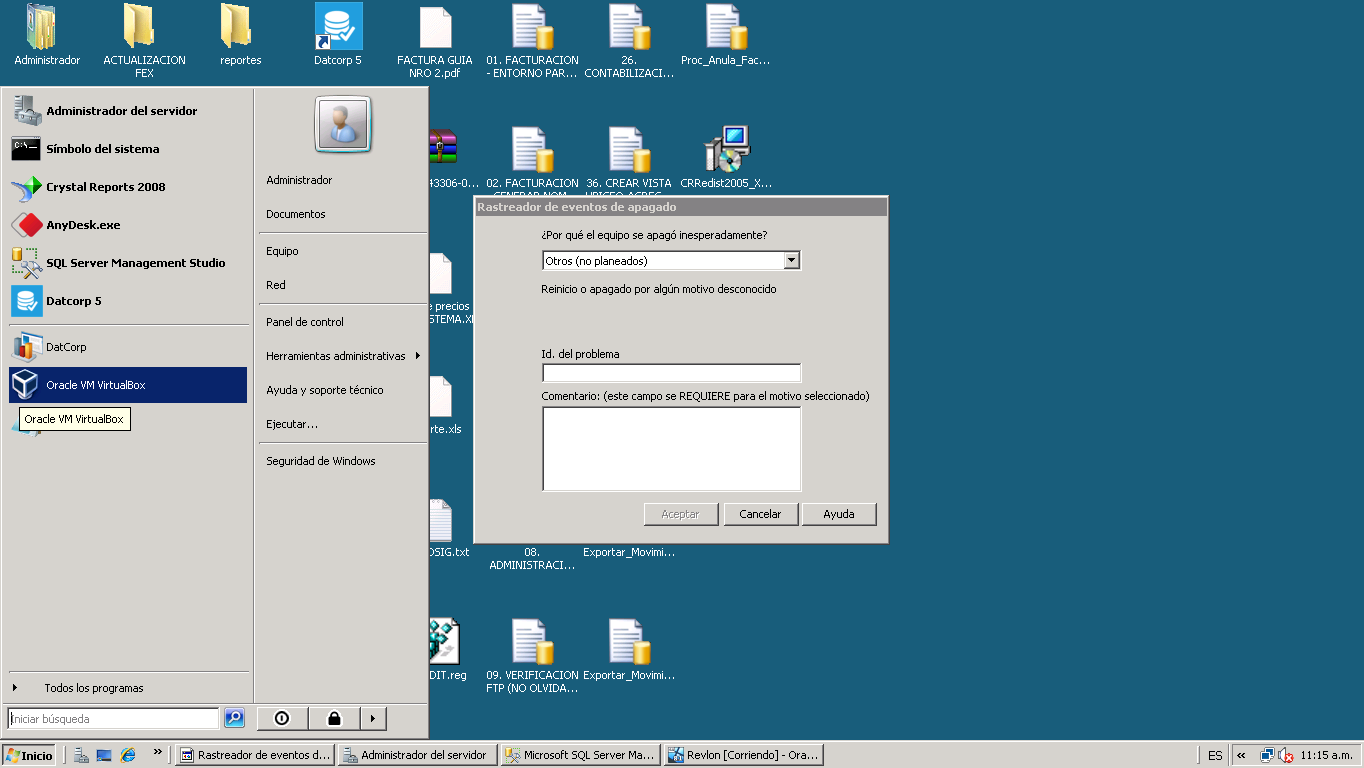 Administrador
ACTUALIZACION
FEX
reportes
Datcorp 5
FACTURA GUIA
NRO 2.pdf
01. FACTURACION
- ENTORNO PAR...
26.
CONTABILIZACI...
Proc_Anula_Fac...
Administrador del servidor
Símbolo del sistema
Crystal Reports 2008
AnyDesk.exe
SQL Server Management Studio
Datcorp 5
DatCorp
Oracle VM VirtualBox
Oracle VM VirtualBox
Todos los programas
Iniciar búsqueda
Administrador
Documentos
Equipo
Red
Panel de control
Herramientas administrativas
Ayuda y soporte técnico
Ejecutar...
Seguridad de Windows
43306-0...
02. FACTURACION
36. CREAR VISTA
CRRedist2005_X...
e precios
STEMA.X
rte.xls
OSIG.txt
08.
ADMINISTRACI...
Exportar_Movimi...
DIT.reg
09. VERIFICACION
FTP (NO OLVIDA...
Exportar_Movimi...
Rastreador de eventos de apagado
¿Por qué el equipo se apagó inesperadamente?
Otros (no planeados)
Reinicio o apagado por algún motivo desconocido
Id. del problema
Comentario: (este campo se REQUIERE para el motivo seleccionado)
Aceptar
Cancelar
Ayuda
Inicio
Rastreador de eventos d...
Administrador del servidor
Microsoft SQL Server Ma...
Revlon [Corriendo] - Ora...
ES
11:15 a.m.